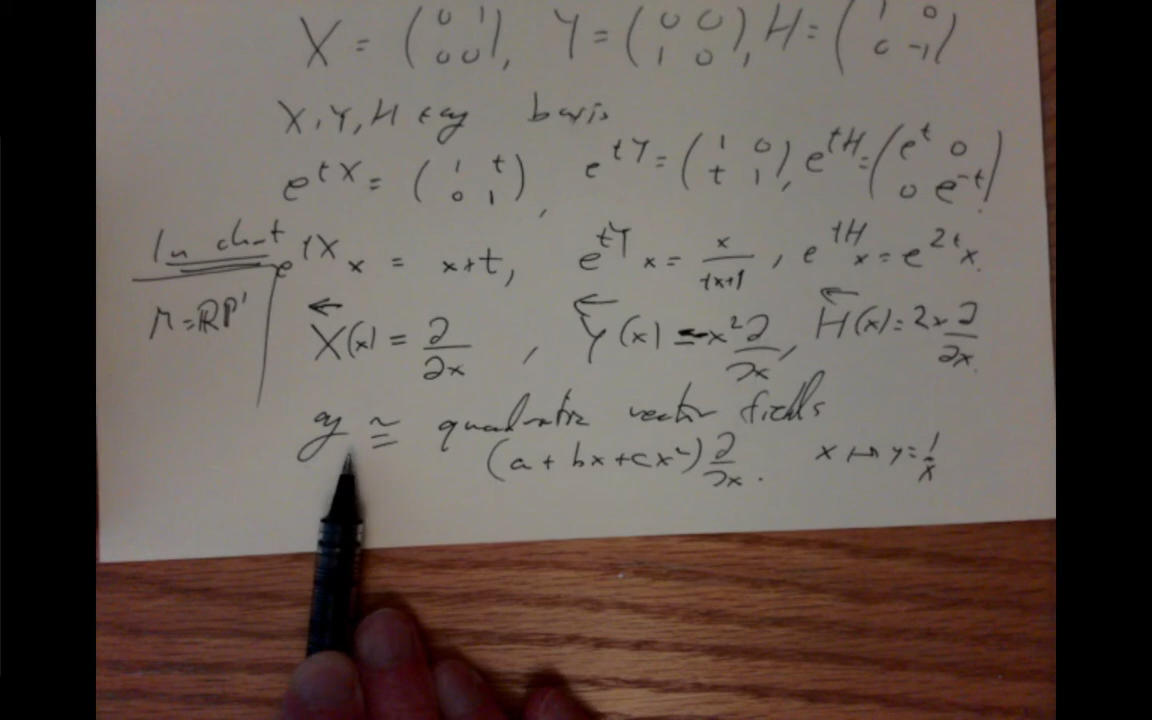 X = (0 1 / 0 0), Y = (0 0 / 1 0), H = (1 0 / 0 -1)
X, Y, H ∈ 𝔤 basis
e^{tX} = (1 t / 0 1), e^{tY} = (1 0 / t 1), e^{tH} = (e^t 0 / 0 e^{-t}).
In chart e^{tX} x = x+t, e^{tY} x = x/(tx+1), e^{tH} x = e^{2t} x.
M = RP^1
←X(x) = ∂/∂x, ←Y(x) = -x² ∂/∂x, ←H(x) = 2x ∂/∂x.
𝔤 ≅ quadratic vector fields
(a + bx + cx²) ∂/∂x. x ↦ y = 1/x